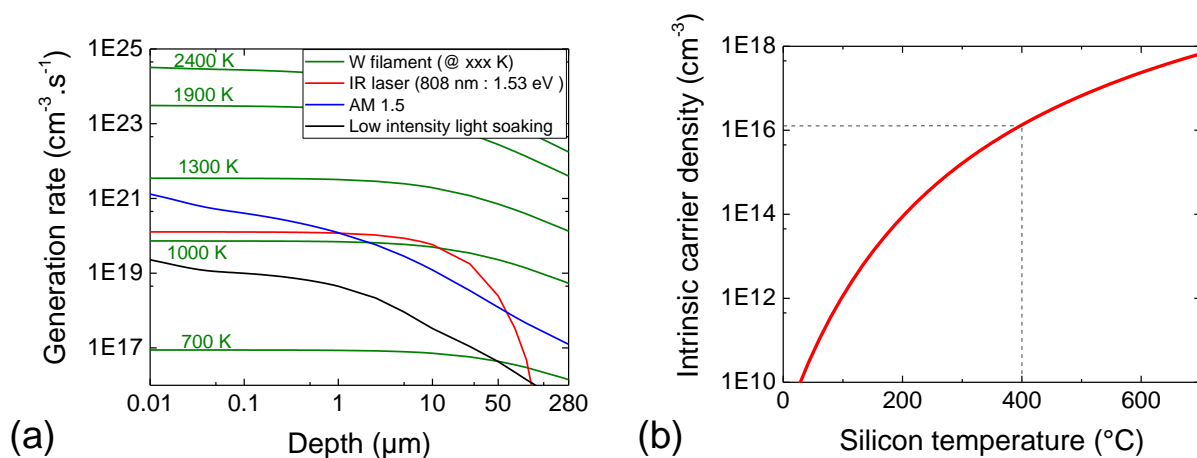 1E25
1E23
1E21
1E19
1E17
Generation rate (cm⁻³.s⁻¹)
2400 K
1900 K
1300 K
1000 K
700 K
W filament (@ xxx K)
IR laser (808 nm : 1.53 eV )
AM 1.5
Low intensity light soaking
0.01 0.1 1 10 50 280
Depth (µm)
(a)
1E18
1E16
1E14
1E12
1E10
Intrinsic carrier density (cm⁻³)
0 200 400 600
Silicon temperature (°C)
(b)